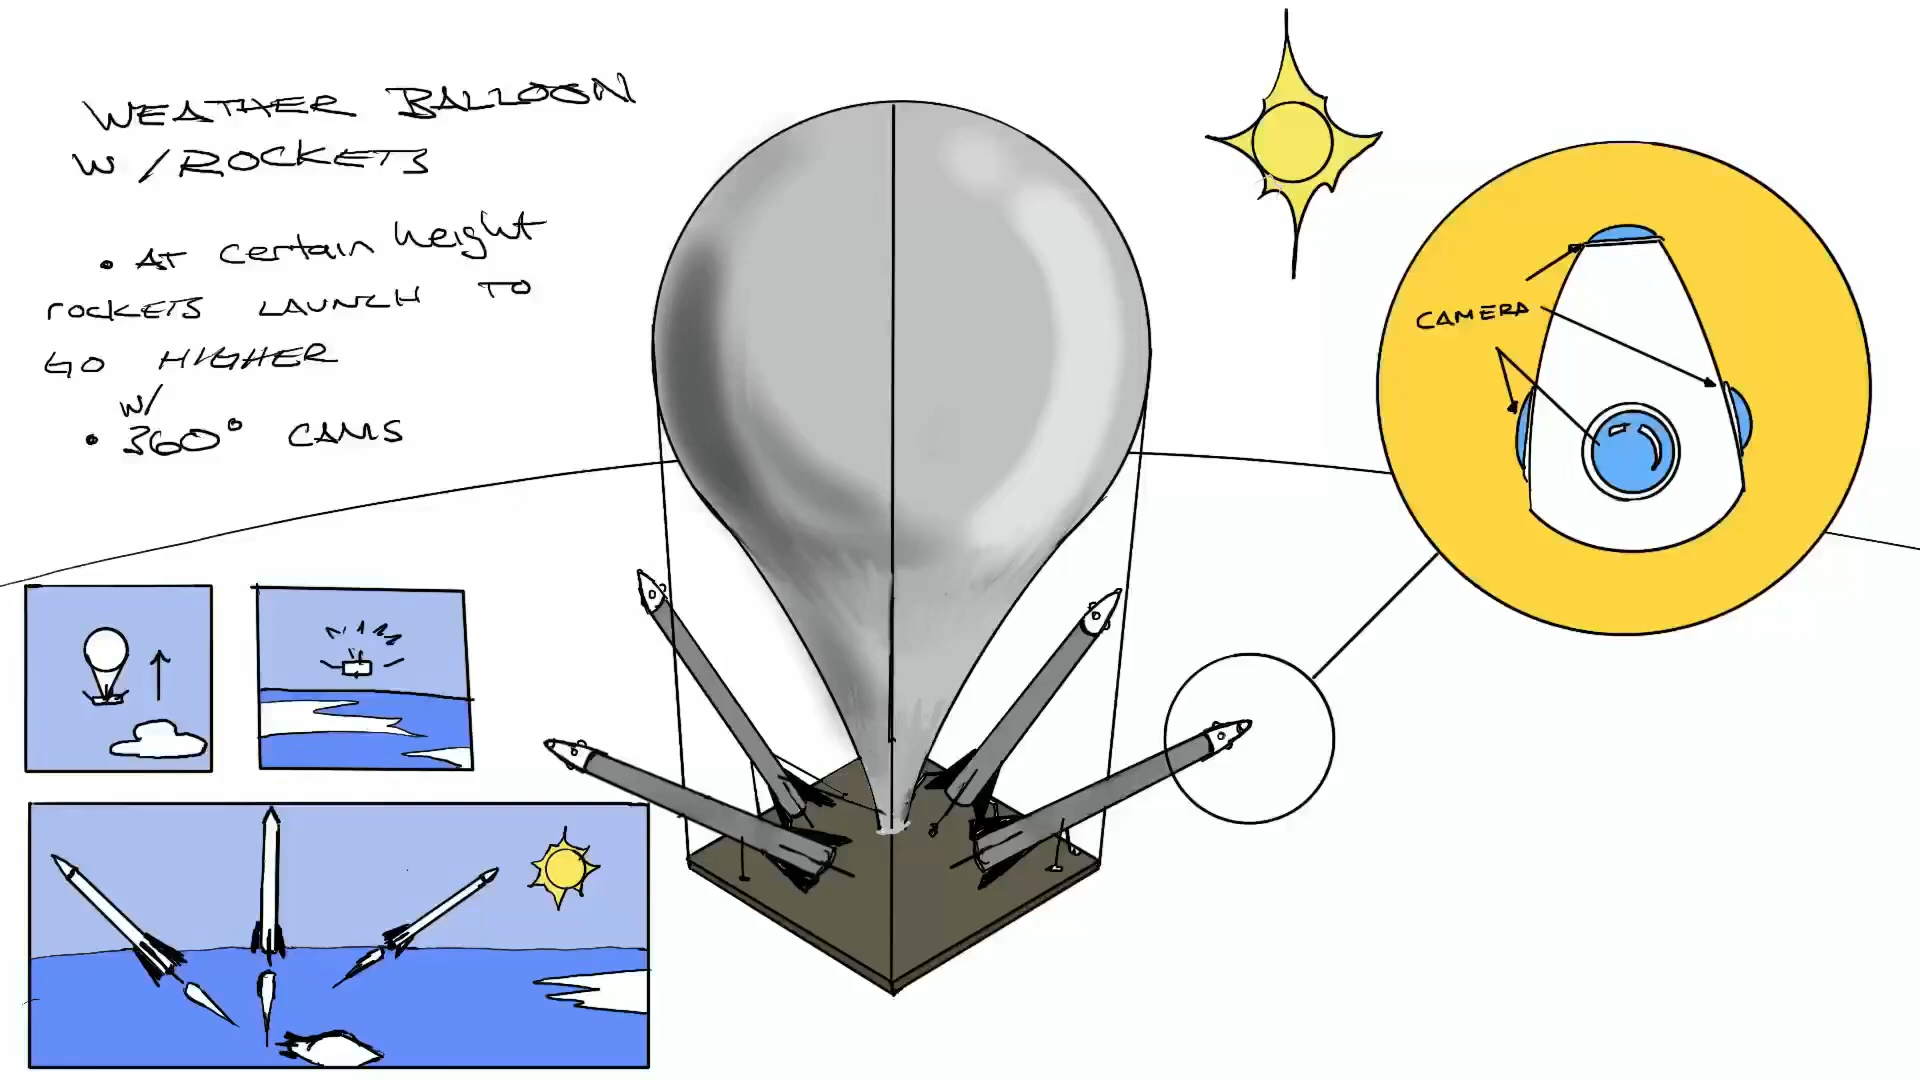 WEATHER BALLOON
W/ROCKETS
• AT certain height
rockets LAUNCH TO
GO HIGHER
w/
• 360° CAMS
CAMERA